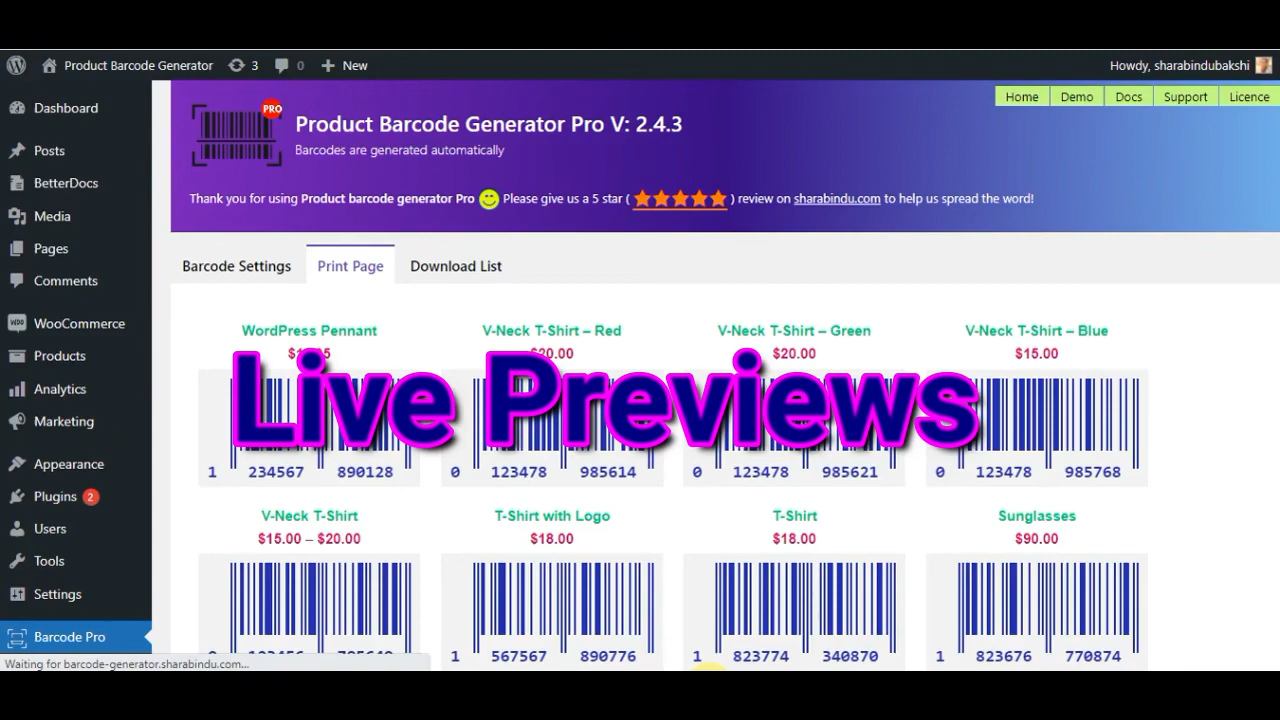 Product Barcode Generator 3 0 New Howdy, sharabindubakshi
Home Demo Docs Support Licence
Dashboard
Posts
BetterDocs
Media
Pages
Comments
WooCommerce
Products
Analytics
Marketing
Appearance
Plugins 2
Users
Tools
Settings
Barcode Pro
PRO
Product Barcode Generator Pro V: 2.4.3
Barcodes are generated automatically
Thank you for using Product barcode generator Pro Please give us a 5 star ( ) review on sharabindu.com to help us spread the word!
Barcode Settings Print Page Download List
WordPress Pennant V-Neck T-Shirt – Red V-Neck T-Shirt – Green V-Neck T-Shirt – Blue
$20.00 $20.00 $15.00
Live Previews
1 234567 890128 0 123478 985614 0 123478 985621 0 123478 985768
V-Neck T-Shirt T-Shirt with Logo T-Shirt Sunglasses
$15.00 – $20.00 $18.00 $18.00 $90.00
1 567567 890776 1 823774 340870 1 823676 770874
Waiting for barcode-generator.sharabindu.com...